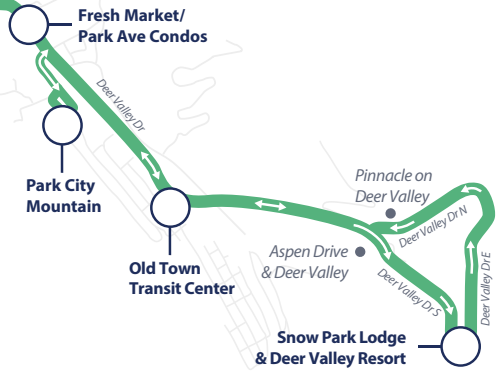 Fresh Market/
Park Ave Condos
Deer Valley Dr
Park City
Mountain
Pinnacle on
Deer Valley
Deer Valley Dr N
Aspen Drive
& Deer Valley
Deer Valley Dr E
Old Town
Transit Center
Deer Valley Dr S
Snow Park Lodge
& Deer Valley Resort